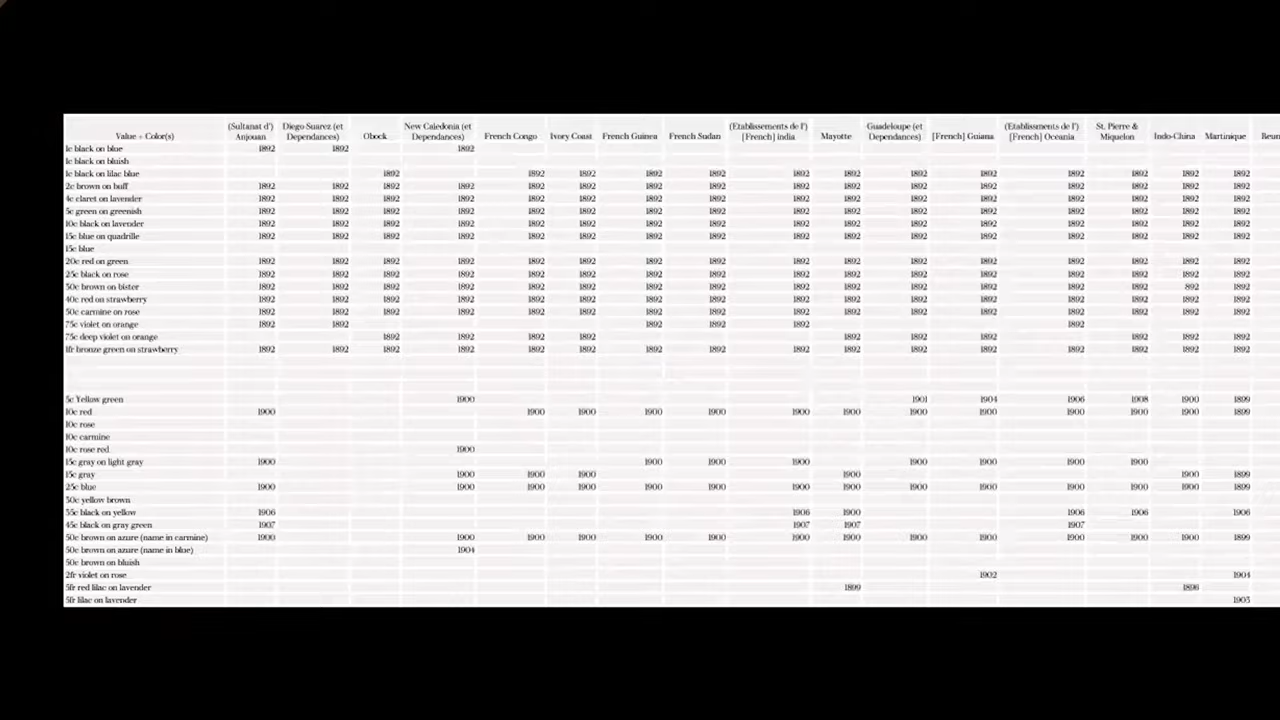 Value + Color(s) (Sultanat d') Anjouan Diego-Suarez (et Dependances) Obock New Caledonia (et Dependances) French Congo Ivory Coast French Guinea French Sudan (Etablissements de l') [French] india Mayotte Guadeloupe (et Dependances) [French] Guiana (Etablisments de l') [French] Oceania St. Pierre & Miquelon Indo-China Martinique Reun
1c black on blue 1892 1892 1892
1c black on bluish
1c black on lilac blue 1892 1892 1892 1892 1892 1892 1892 1892 1892 1892 1892 1892 1892
2c brown on buff 1892 1892 1892 1892 1892 1892 1892 1892 1892 1892 1892 1892 1892 1892 1892 1892
4c claret on lavender 1892 1892 1892 1892 1892 1892 1892 1892 1892 1892 1892 1892 1892 1892 1892 1892
5c green on greenish 1892 1892 1892 1892 1892 1892 1892 1892 1892 1892 1892 1892 1892 1892 1892 1892
10c black on lavender 1892 1892 1892 1892 1892 1892 1892 1892 1892 1892 1892 1892 1892 1892 1892 1892
15c blue on quadrille 1892 1892 1892 1892 1892 1892 1892 1892 1892 1892 1892 1892 1892 1892 1892 1892
15c blue
20c red on green 1892 1892 1892 1892 1892 1892 1892 1892 1892 1892 1892 1892 1892 1892 1892 1892
25c black on rose 1892 1892 1892 1892 1892 1892 1892 1892 1892 1892 1892 1892 1892 1892 1892 1892
30c brown on bister 1892 1892 1892 1892 1892 1892 1892 1892 1892 1892 1892 1892 1892 1892 892 1892
40c red on strawberry 1892 1892 1892 1892 1892 1892 1892 1892 1892 1892 1892 1892 1892 1892 1892 1892
50c carmine on rose 1892 1892 1892 1892 1892 1892 1892 1892 1892 1892 1892 1892 1892 1892 1892 1892
75c violet on orange 1892 1892 1892 1892 1892 1892
75c deep violet on orange 1892 1892 1892 1892 1892 1892 1892 1892 1892 1892
1fr bronze green on strawberry 1892 1892 1892 1892 1892 1892 1892 1892 1892 1892 1892 1892 1892 1892 1892 1892
5c Yellow green 1900 1901 1904 1906 1908 1900 1899
10c red 1900 1900 1900 1900 1900 1900 1900 1900 1900 1900 1900 1900 1899
10c rose
10c carmine
10c rose red 1900
15c gray on light gray 1900 1900 1900 1900 1900 1900 1900 1900
15c gray 1900 1900 1900 1900 1900 1899
25c blue 1900 1900 1900 1900 1900 1900 1900 1900 1900 1900 1900 1900 1900 1899
30c yellow brown
35c black on yellow 1906 1906 1900 1906 1906 1906
45c black on gray green 1907 1907 1907 1907
50c brown on azure (name in carmine) 1900 1900 1900 1900 1900 1900 1900 1900 1900 1900 1900 1900 1900 1899
50c brown on azure (name in blue) 1904
50c brown on bluish
2fr violet on rose 1902 1904
5fr red lilac on lavender 1899 1896
5fr lilac on lavender 1903